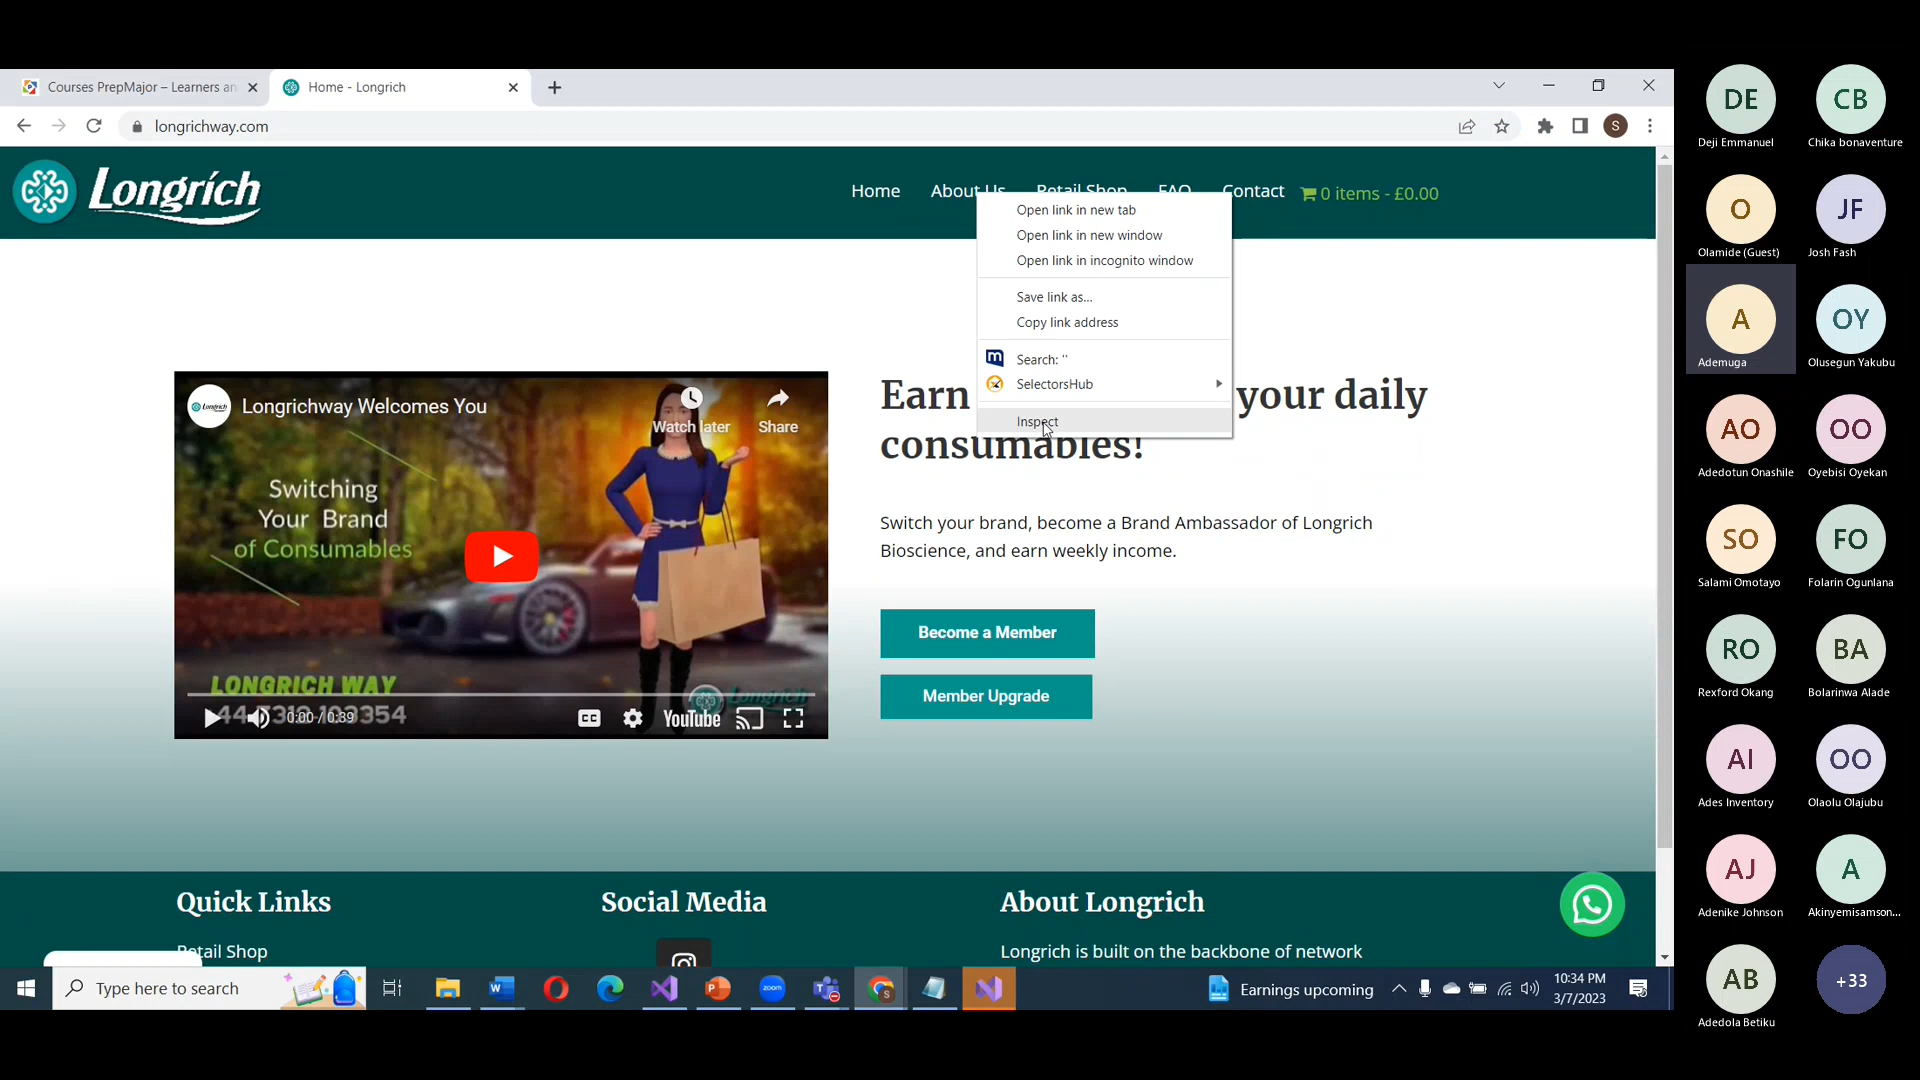 Courses PrepMajor – Learners an
Home - Longrich
longrichway.com
S
Longrích
Home
About Us
Retail Shop
FAQ
Contact
0 items - £0.00
Open link in new tab
Open link in new window
Open link in incognito window
Save link as...
Copy link address
m
Search: ''
SelectorsHub
Inspect
Longrichway Welcomes You
Watch later
Share
Switching
Your Brand
of Consumables
LONGRICH WAY
0:00 / 0:39
CC
YouTube
Earn
your daily
consumables!
Switch your brand, become a Brand Ambassador of Longrich
Bioscience, and earn weekly income.
Become a Member
Member Upgrade
Quick Links
Retail Shop
Social Media
About Longrich
Longrich is built on the backbone of network
Type here to search
zoom
Earnings upcoming
10:34 PM
3/7/2023
DE
Deji Emmanuel
CB
Chika bonaventure
O
Olamide (Guest)
JF
Josh Fash
A
Ademuga
OY
Olusegun Yakubu
AO
Adedotun Onashile
OO
Oyebisi Oyekan
SO
Salami Omotayo
FO
Folarin Ogunlana
RO
Rexford Okang
BA
Bolarinwa Alade
AI
Ades Inventory
OO
Olaolu Olajubu
AJ
Adenike Johnson
A
Akinyemisamson...
AB
Adedola Betiku
+33